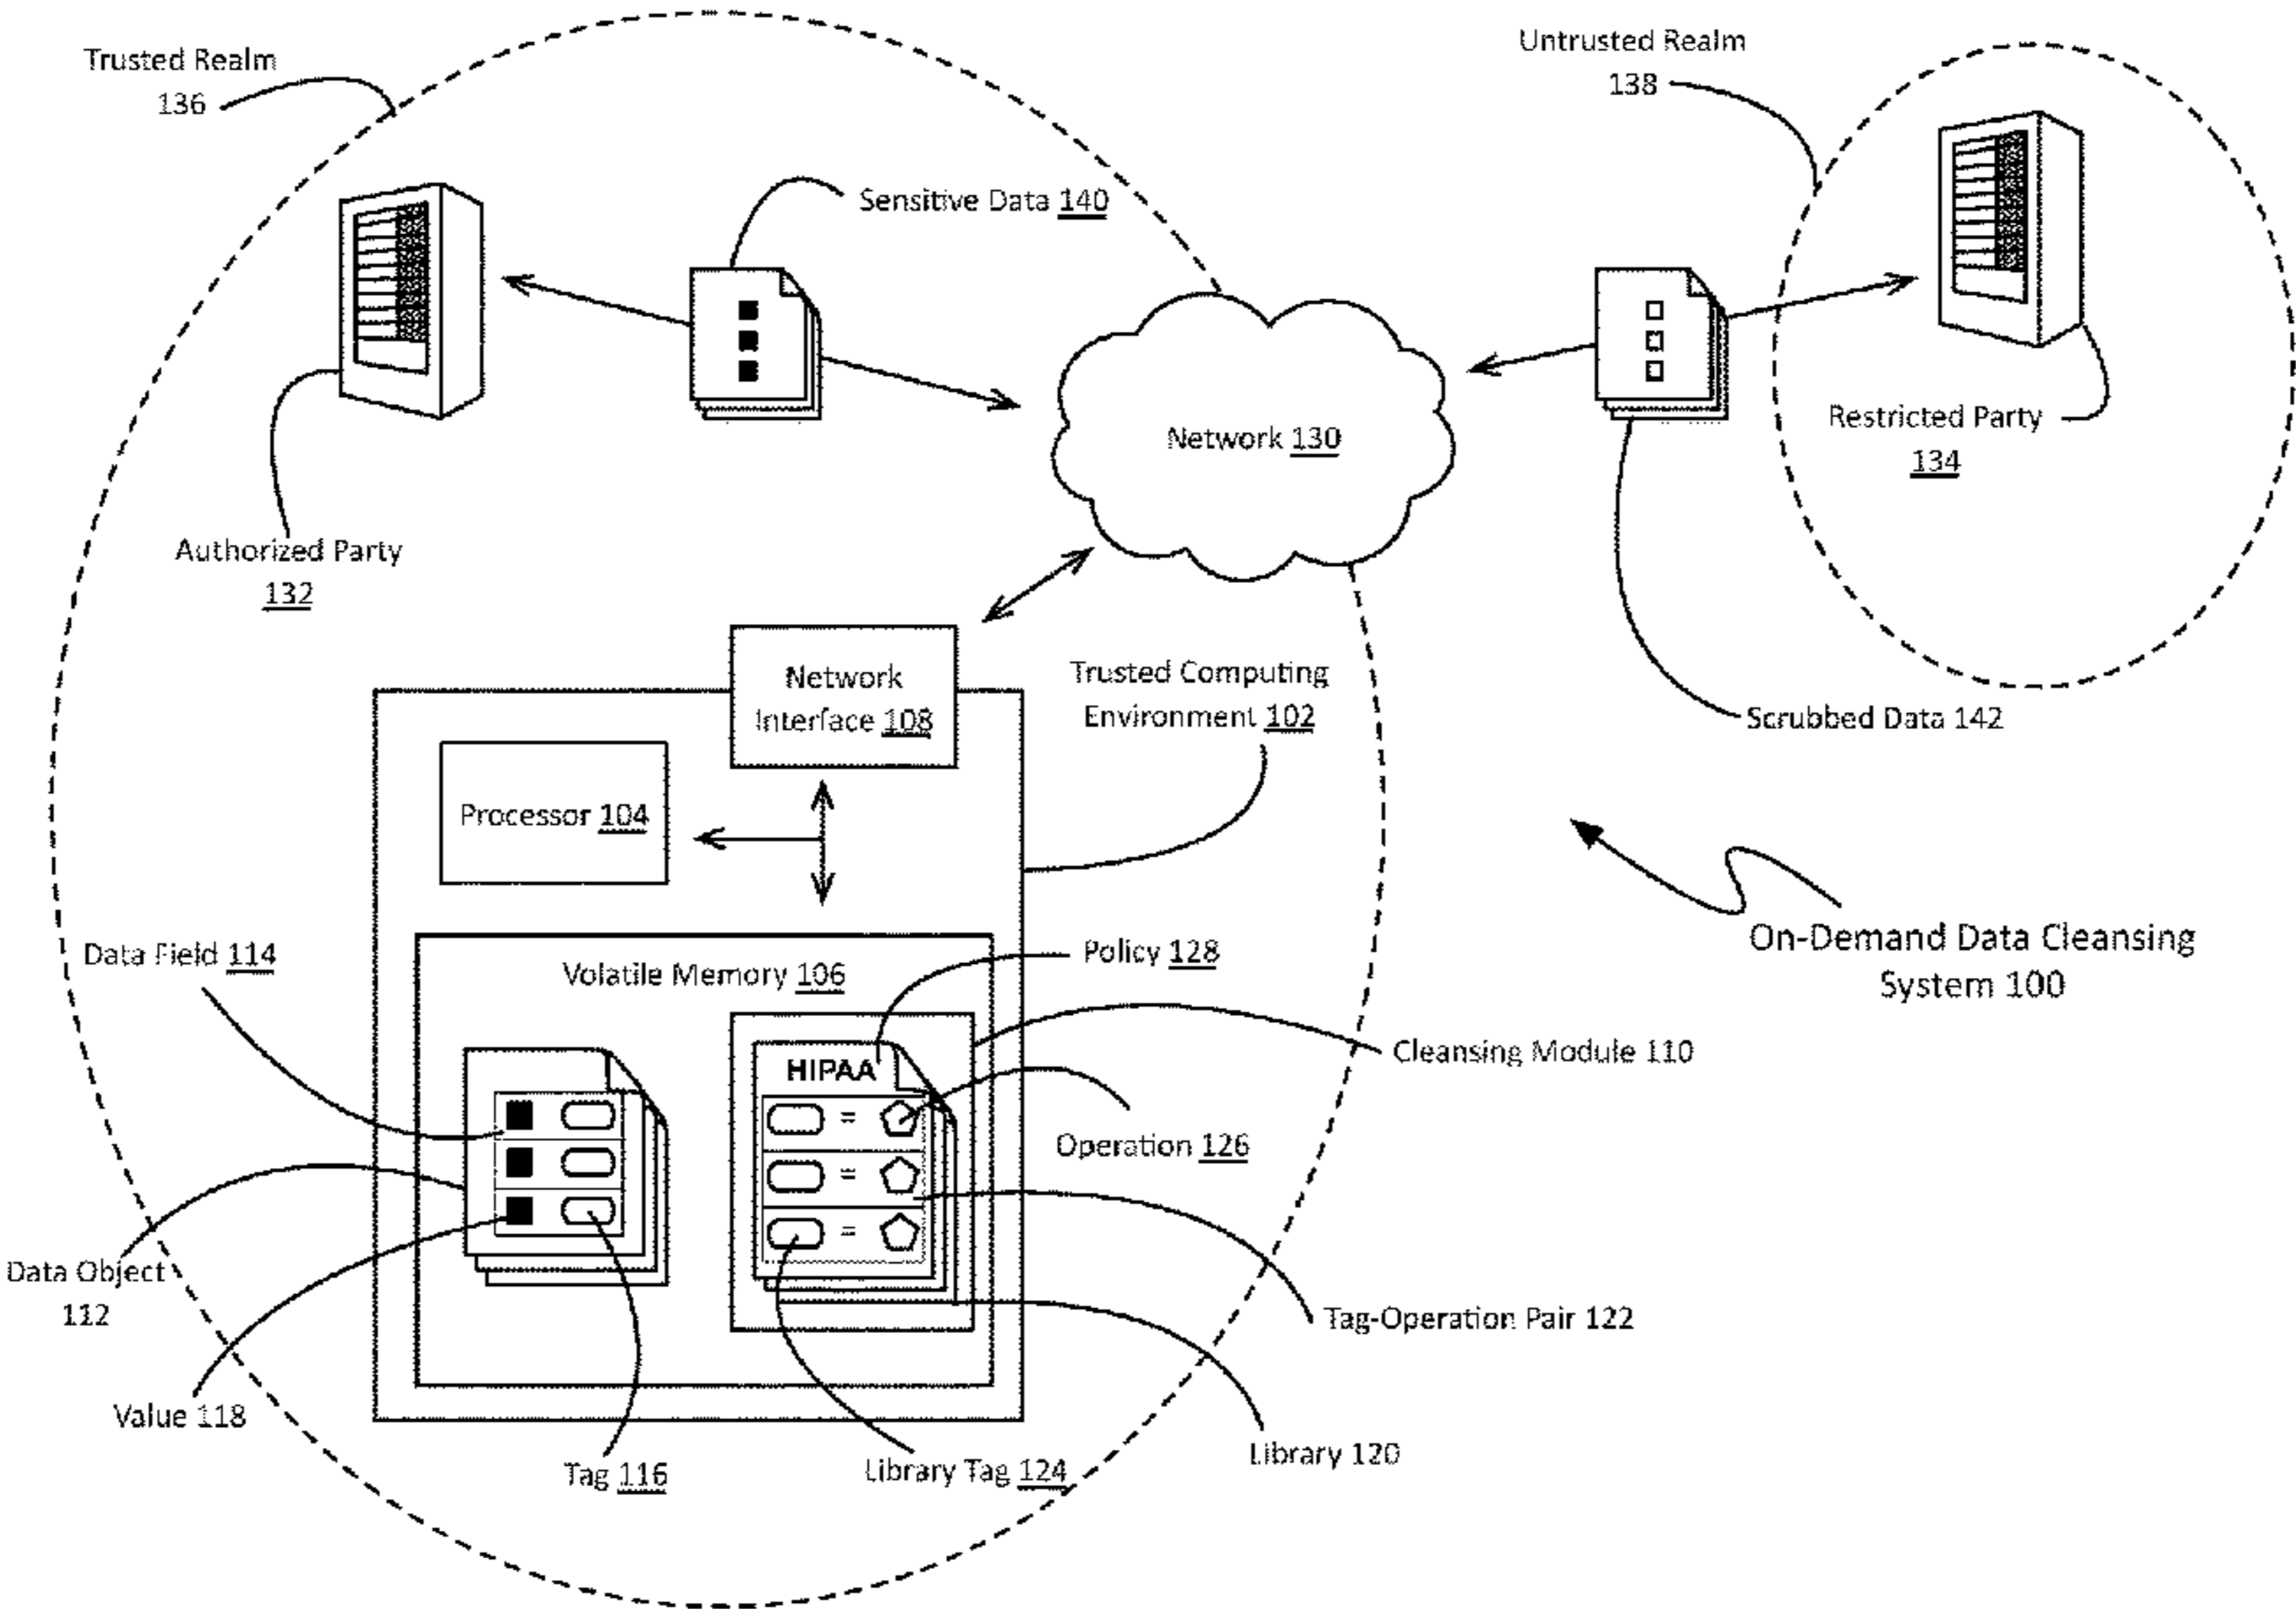 Trusted Realm
136
Untrusted Realm
138
Sensitive Data 140
Network 130
Restricted Party
134
Authorized Party
132
Network
Interface 108
Trusted Computing
Environment 102
Scrubbed Data 142
Processor 104
On-Demand Data Cleansing
System 100
Data Field 114
Volatile Memory 106
Policy 128
Cleansing Module 110
HIPAA
=
=
=
Operation 126
Data Object
112
Tag-Operation Pair 122
Value 118
Tag 116
Library Tag 124
Library 120